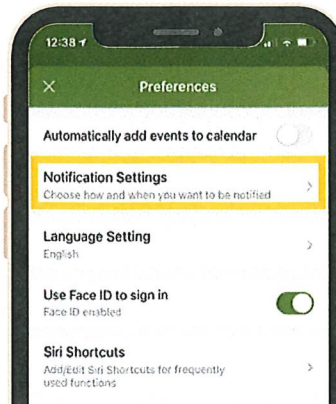 12:38
Preferences
Automatically add events to calendar
Notification Settings
Choose how and when you want to be notified
Language Setting
English
Use Face ID to sign in
Face ID enabled
Siri Shortcuts
Add/Edit Siri Shortcuts for frequently
used functions